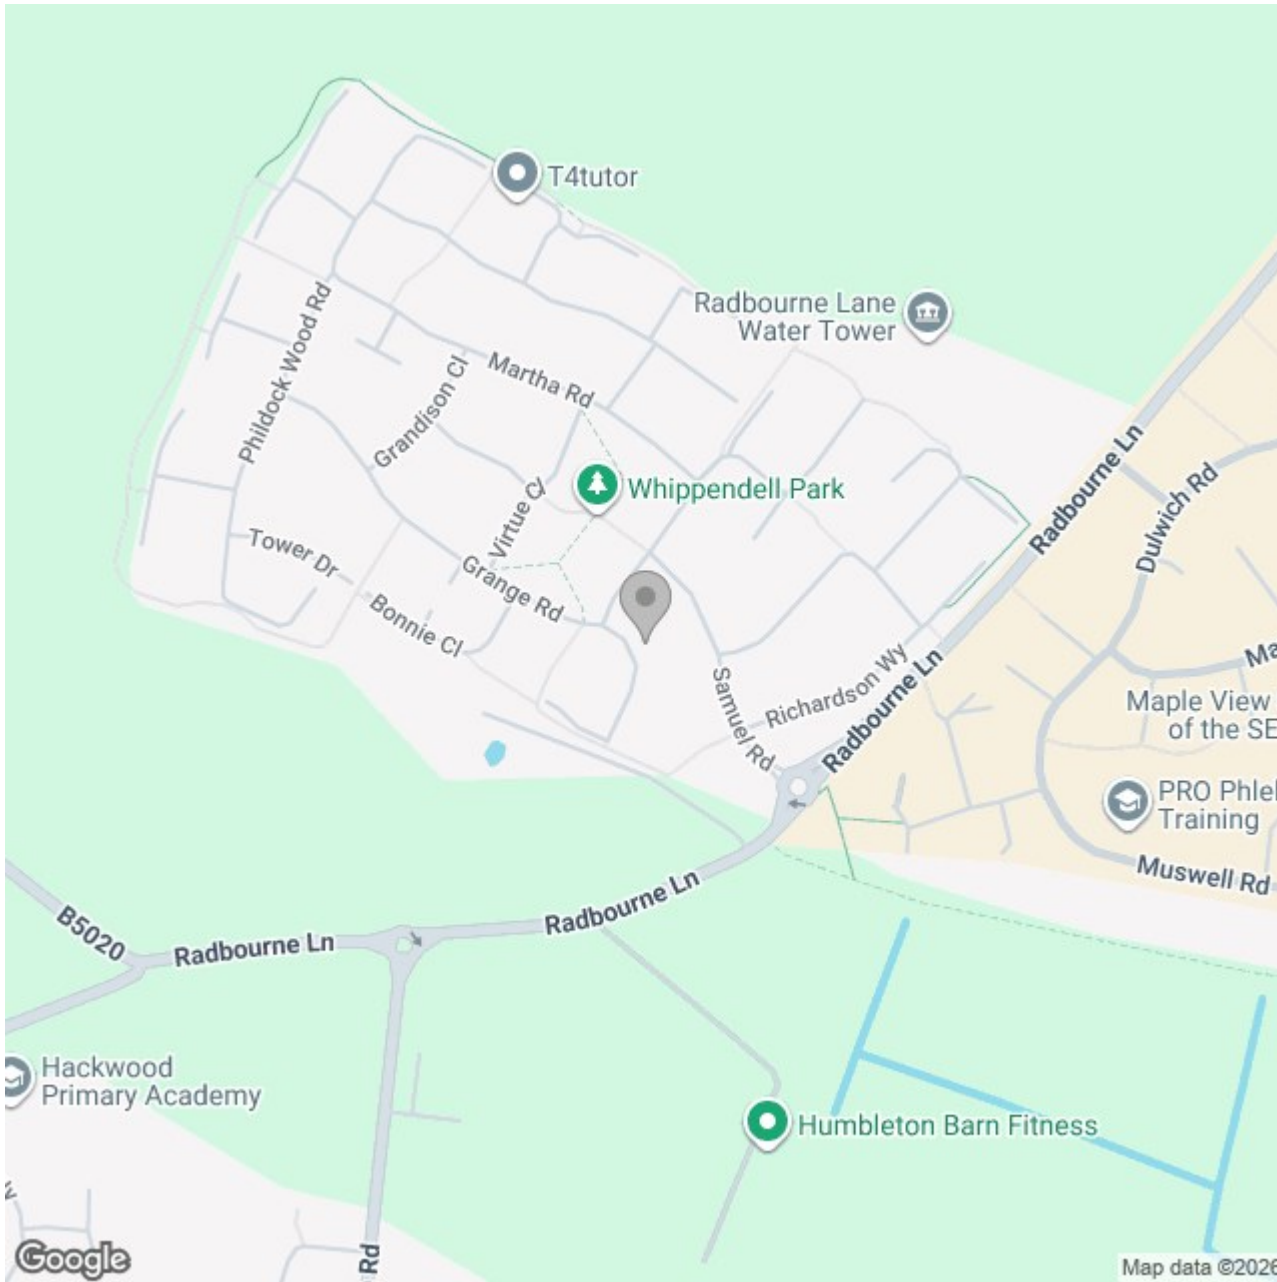 T4tutor
Radbourne Lane
Water Tower
Phildock Wood Rd
Grandison Cl
Martha Rd
Radbourne Ln
Dulwich Rd
Whippendell Park
Virtue Cl
Tower Dr
Grange Rd
Bonnie Cl
Samuel Rd
Richardson Wy
Radbourne Ln
Ma
Maple View
of the SE
PRO Phle
Training
Muswell Rd
Radbourne Ln
B5020
Radbourne Ln
Hackwood
Primary Academy
Humbleton Barn Fitness
Rd
Google
Map data ©2026